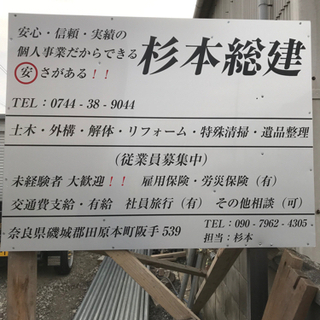 安心・信頼・実績の
個人事業だからできる
安さがある！！
杉本総建
TEL：0744-38-9044
土木・外構・解体・リフォーム・特殊清掃・遺品整理
(従業員募集中)
未経験者 大歓迎！！ 雇用保険・労災保険（有）
交通費支給・有給 社員旅行（有） その他相談（可）
奈良県磯城郡田原本町阪手539
TEL：090-7962-4305
担当：杉本